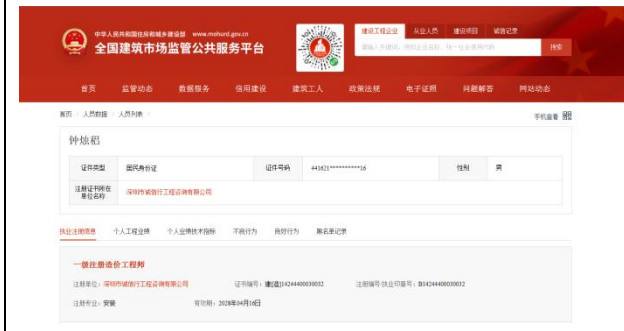 中华人民共和国住房和城乡建设部 www.mohurd.gov.cn
全国建筑市场监管公共服务平台
建设工程企业 从业人员 建设项目 诚信记录
搜索
首页 监管动态 数据服务 信用建设 建筑工人 政策法规 电子证照 问题解答 网站动态
首页 / 人员数据 / 人员列表 /
手机查看
钟烛稆
证件类型 居民身份证 证件号码 441621**********16 性别 男
注册证书所在单位名称 深圳市诚信行工程咨询有限公司
执业注册信息 个人工程业绩 个人业绩技术指标 不良行为 良好行为 黑名单记录
一级注册造价工程师
注册单位：深圳市诚信行工程咨询有限公司 证书编号：建[造]14244400030032 注册编号/执业印章号：B14244400030032
注册专业：安装 有效期：2028年04月16日